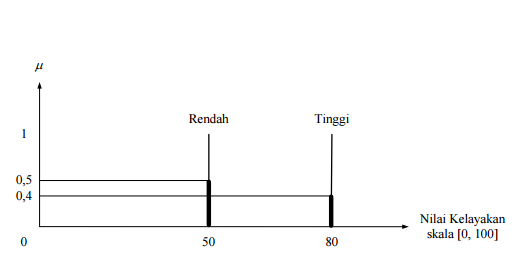 μ
Rendah
Tinggi
1
0,5
0,4
Nilai Kelayakan
skala [0, 100]
0
50
80